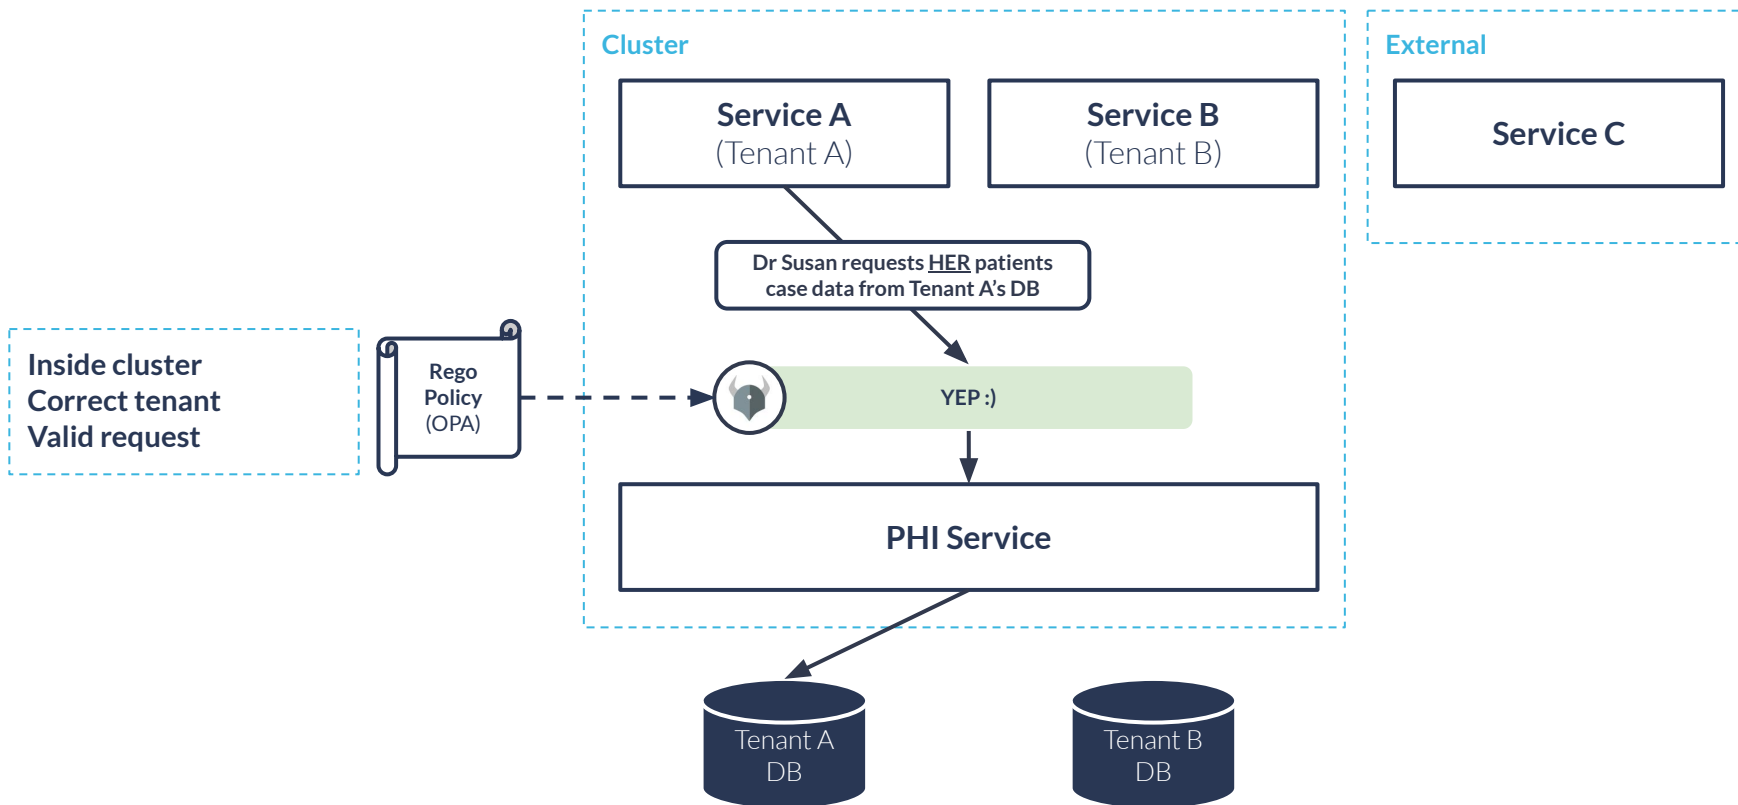 Cluster
External
Service A
(Tenant A)
Service B
(Tenant B)
Service C
Dr Susan requests HER patients
case data from Tenant A’s DB
Inside cluster
Correct tenant
Valid request
Rego
Policy
(OPA)
YEP :)
PHI Service
Tenant A
DB
Tenant B
DB